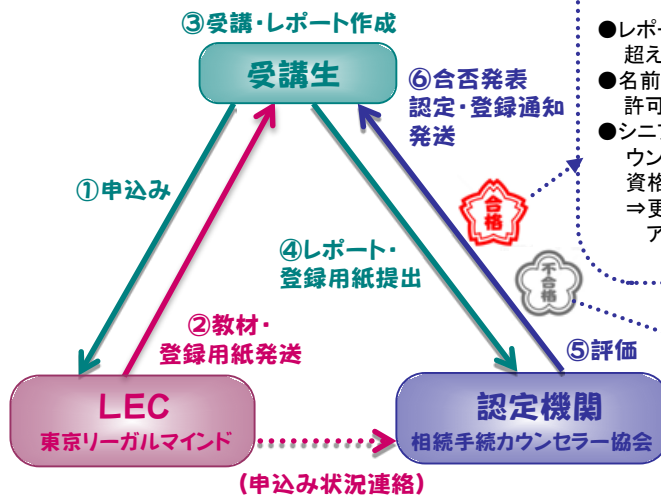 ③受講・レポート作成
受講生
⑥合否発表
認定・登録通知
発送
①申込み
合格
④レポート・
登録用紙提出
不合格
②教材・
登録用紙発送
⑤評価
LEC
東京リーガルマインド
認定機関
相続手続カウンセラー協会
(申込み状況連絡)
●レポー
超え
●名前
許可
●シニア
ウン
資格
⇒更
ア